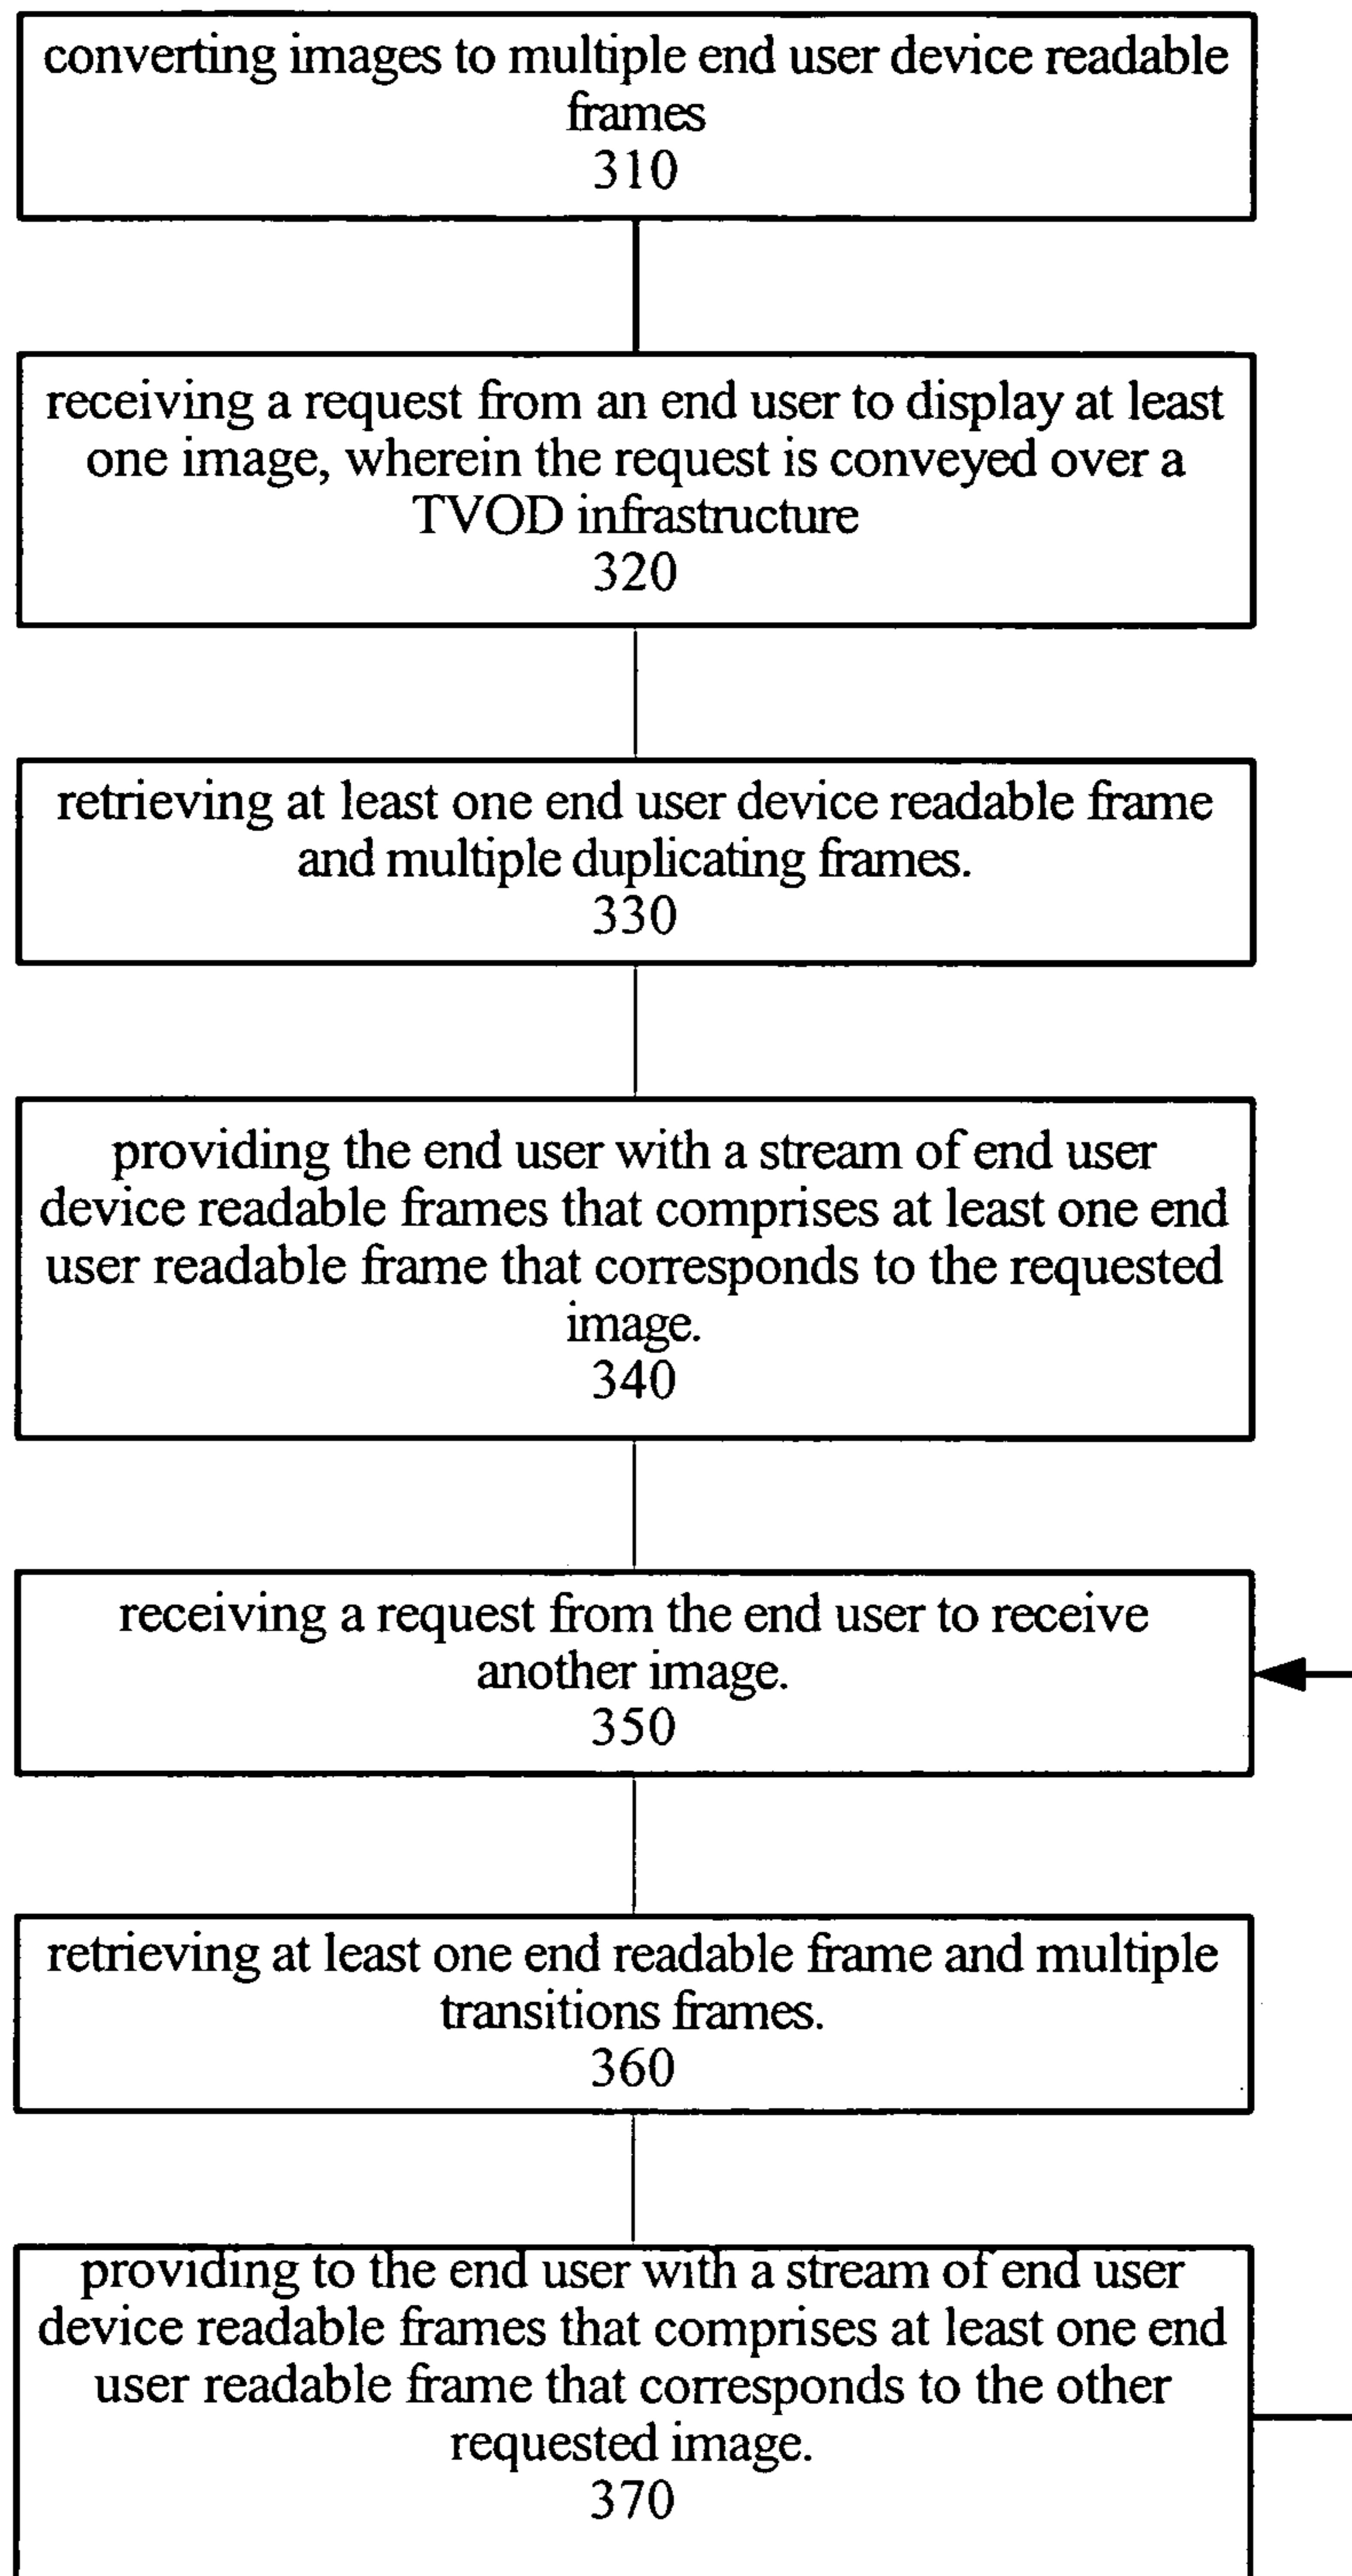 converting images to multiple end user device readable
frames
310
receiving a request from an end user to display at least
one image, wherein the request is conveyed over a
TVOD infrastructure
320
retrieving at least one end user device readable frame
and multiple duplicating frames.
330
providing the end user with a stream of end user
device readable frames that comprises at least one end
user readable frame that corresponds to the requested
image.
340
receiving a request from the end user to receive
another image.
350
retrieving at least one end readable frame and multiple
transitions frames.
360
providing to the end user with a stream of end user
device readable frames that comprises at least one end
user readable frame that corresponds to the other
requested image.
370